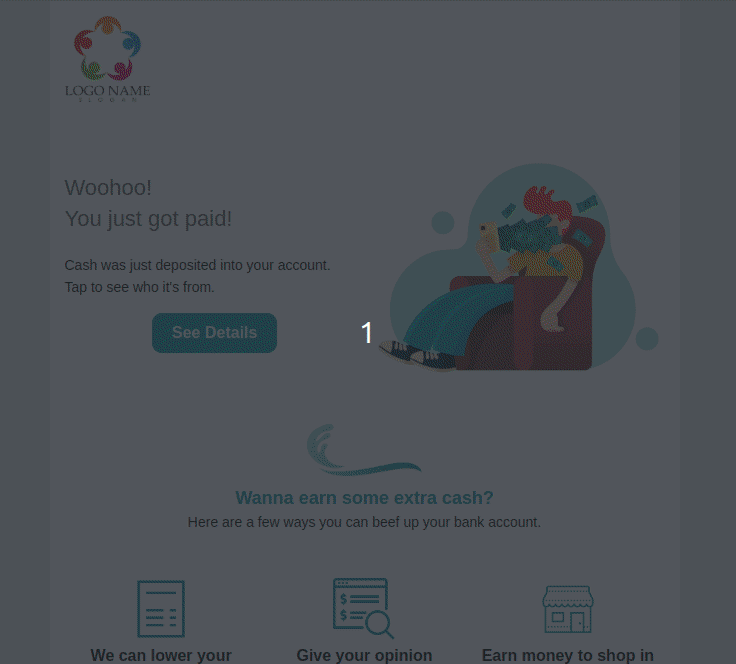 LOGO NAME
SLOGAN
Woohoo!
You just got paid!
Cash was just deposited into your account.
Tap to see who it's from.
See Details
1
Wanna earn some extra cash?
Here are a few ways you can beef up your bank account.
$
$
We can lower your
Give your opinion
Earn money to shop in